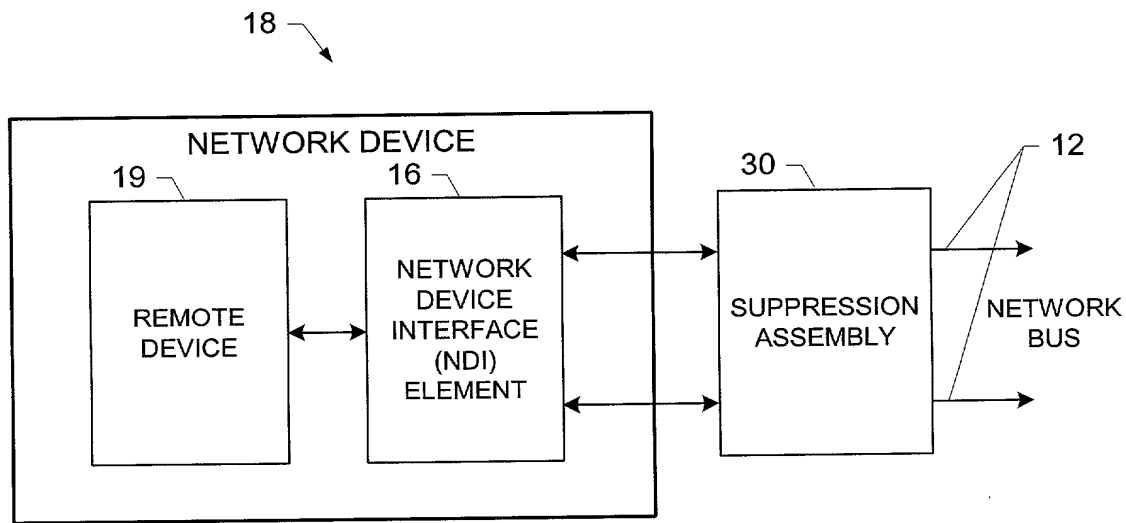 18
NETWORK DEVICE
19
16
30
12
REMOTE
DEVICE
NETWORK
DEVICE
INTERFACE
(NDI)
ELEMENT
SUPPRESSION
ASSEMBLY
NETWORK
BUS